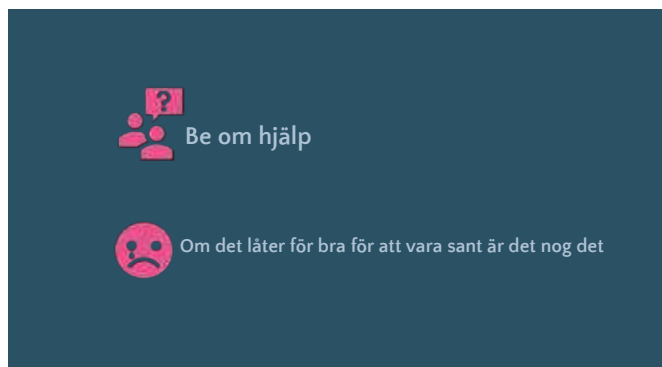 ?
Be om hjälp
Om det låter för bra för att vara sant är det nog det